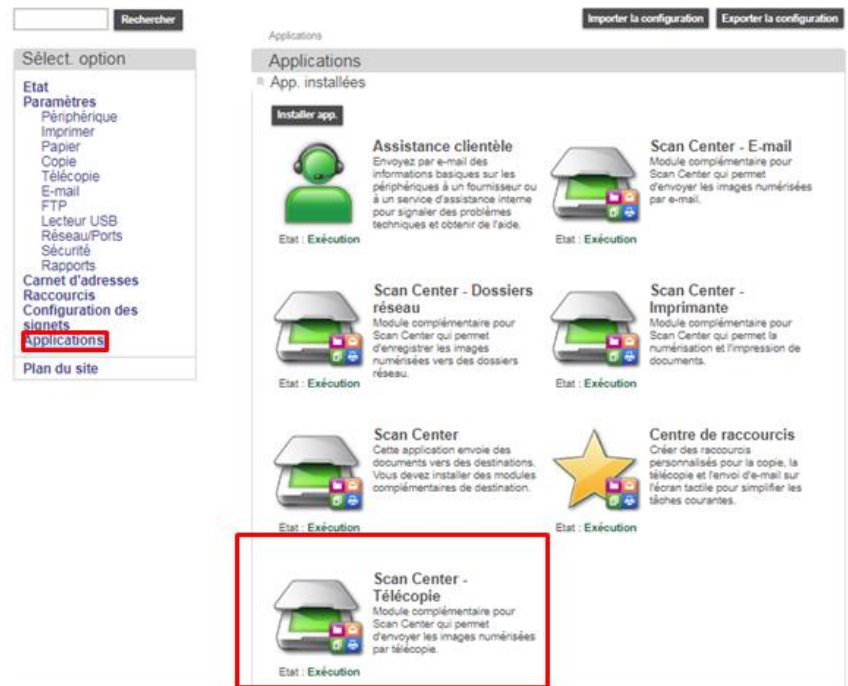 Rechercher
Importer la configuration
Exporter la configuration
Applications
Sélect. option
Etat
Paramètres
Périphérique
Imprimer
Papier
Copie
Télécopie
E-mail
FTP
Lecteur USB
Réseau/Ports
Sécurité
Rapports
Carnet d'adresses
Raccourcis
Configuration des
signets
Applications
Plan du site
Applications
App. installées
Installer app.
Assistance clientèle
Envoyez par e-mail des
informations basiques sur les
périphériques à un fournisseur ou
à un service d'assistance interne
pour signaler des problèmes
techniques et obtenir de l'aide.
Etat : Exécution
Scan Center - E-mail
Module complémentaire pour
Scan Center qui permet
d'envoyer les images numérisées
par e-mail.
Etat : Exécution
Scan Center - Dossiers
réseau
Module complémentaire pour
Scan Center qui permet
d'enregistrer les images
numérisées vers des dossiers
réseau.
Etat : Exécution
Scan Center -
Imprimante
Module complémentaire pour
Scan Center qui permet la
numérisation et l'impression de
documents.
Etat : Exécution
Scan Center
Cette application envoie des
documents vers des destinations.
Vous devez installer des modules
complémentaires de destination.
Etat : Exécution
Centre de raccourcis
Créer des raccourcis
personnalisés pour la copie, la
télécopie et l'envoi d'e-mail sur
l'écran tactile pour simplifier les
tâches courantes.
Etat : Exécution
Scan Center -
Télécopie
Module complémentaire pour
Scan Center qui permet
d'envoyer les images numérisées
par télécopie.
Etat : Exécution